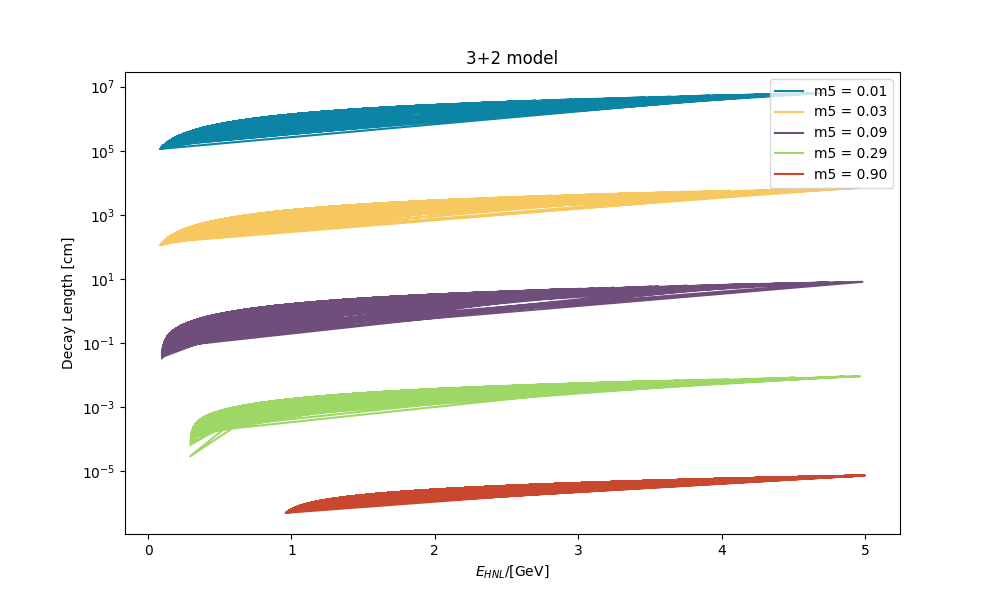 3+2 model
Decay Length [cm]
10^7
10^5
10^3
10^1
10^-1
10^-3
10^-5
m5 = 0.01
m5 = 0.03
m5 = 0.09
m5 = 0.29
m5 = 0.90
0 1 2 3 4 5
E_{HNL}/[GeV]